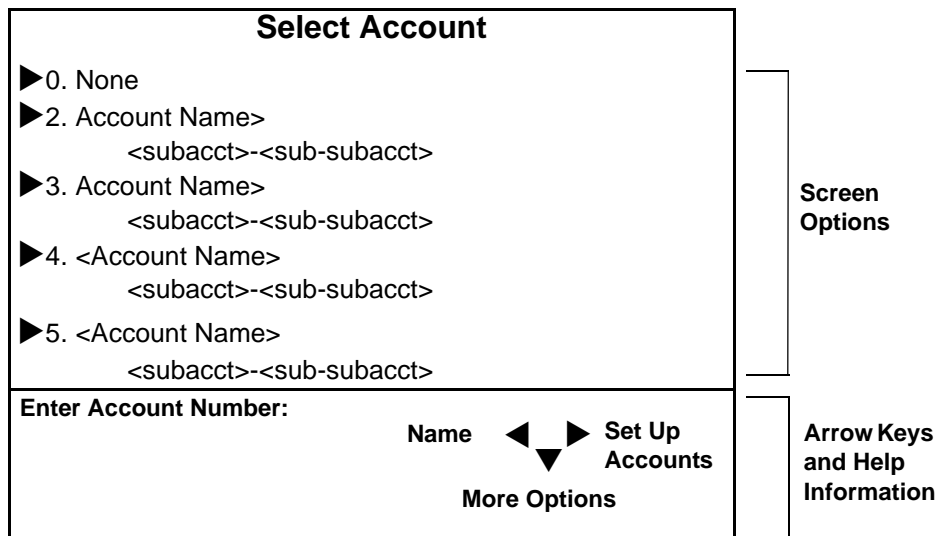 Select Account
▶0. None
▶2. Account Name>
<subacct>-<sub-subacct>
▶3. Account Name>
<subacct>-<sub-subacct>
▶4. <Account Name>
<subacct>-<sub-subacct>
▶5. <Account Name>
<subacct>-<sub-subacct>
Screen
Options
Enter Account Number:
Name ◀ ▶ Set Up
Accounts
▼
More Options
Arrow Keys
and Help
Information